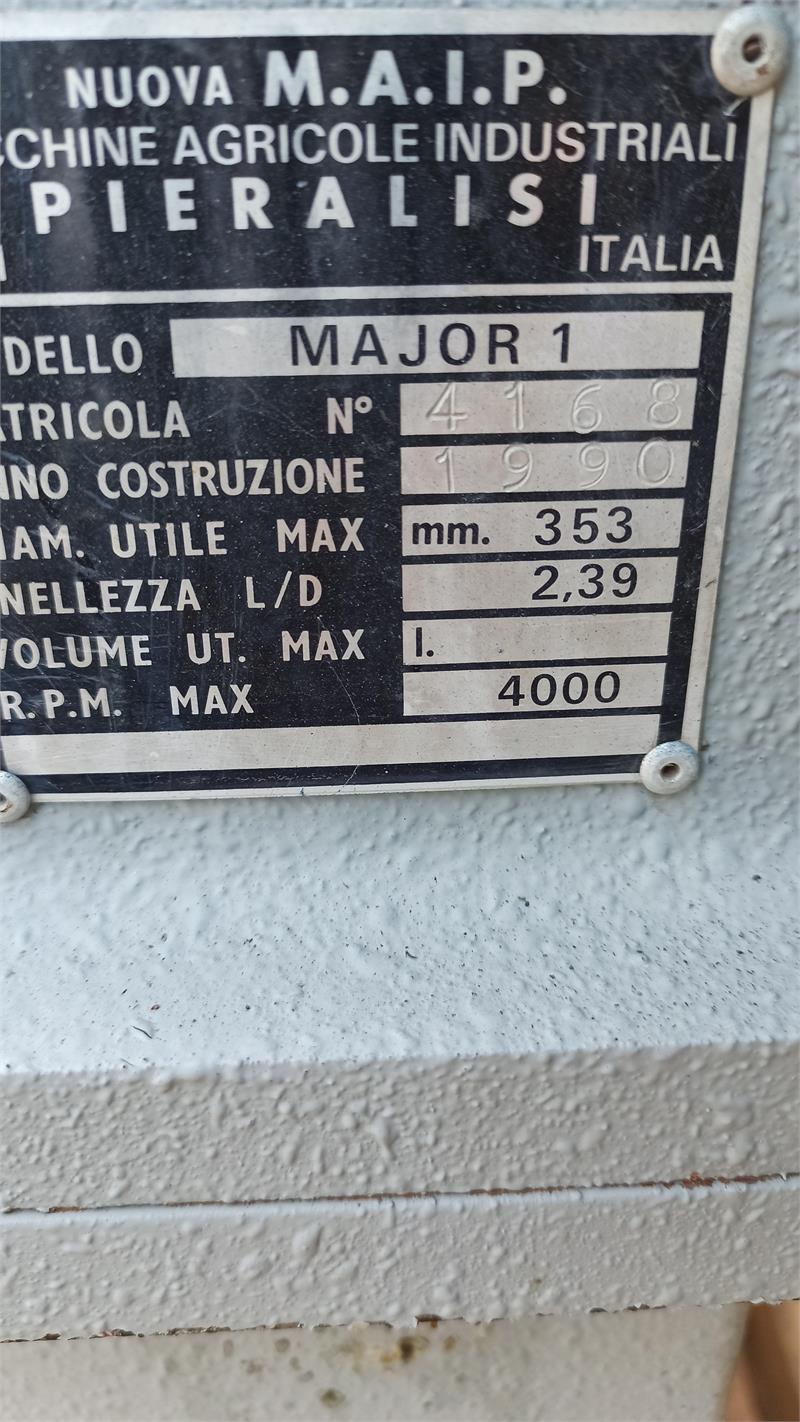 NUOVA M.A.I.P.
CCHINE AGRICOLE INDUSTRIALI
PIERALISI
ITALIA
DELLO MAJOR 1
TRICOLA N° 4168
NNO COSTRUZIONE 1990
IAM. UTILE MAX mm. 353
NELLEZZA L/D 2,39
VOLUME UT. MAX l.
R.P.M. MAX 4000